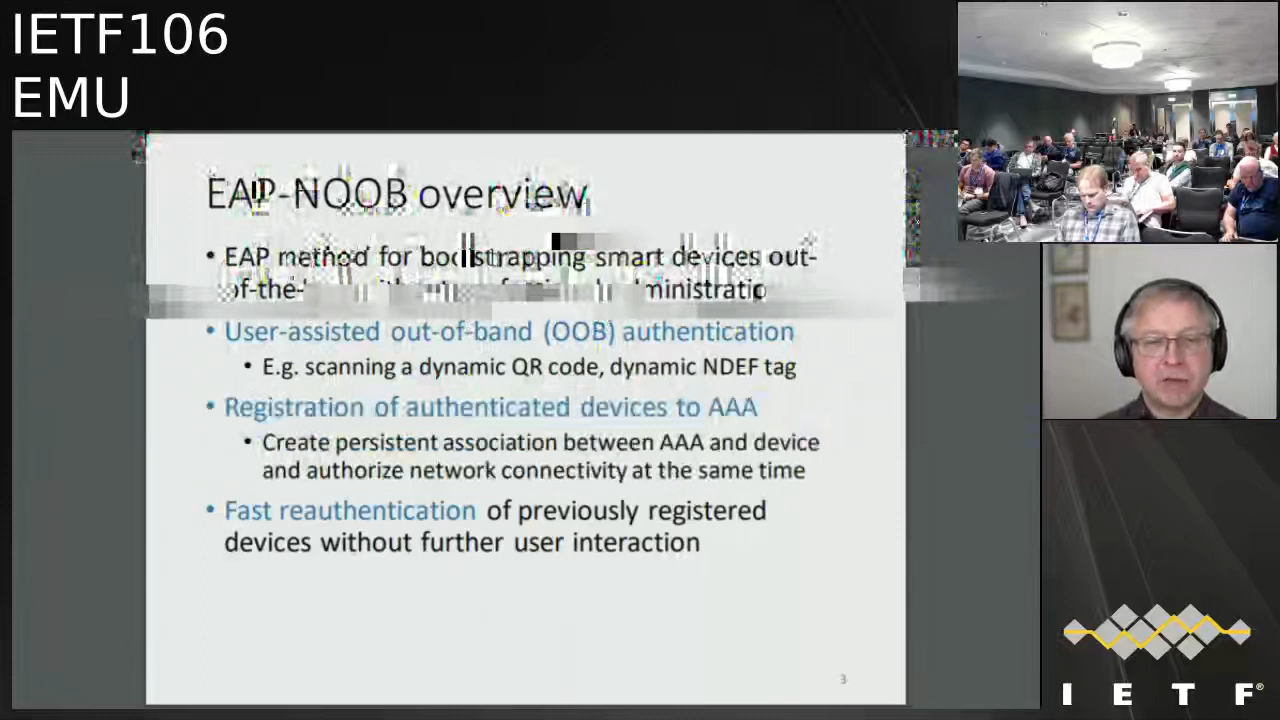 IETF106
EMU
EAP-NOOB overview
• EAP method for bootstrapping smart devices out-
of-the-
• User-assisted out-of-band (OOB) authentication
• E.g. scanning a dynamic QR code, dynamic NDEF tag
• Registration of authenticated devices to AAA
• Create persistent association between AAA and device
and authorize network connectivity at the same time
• Fast reauthentication of previously registered
devices without further user interaction
3
I E T F®